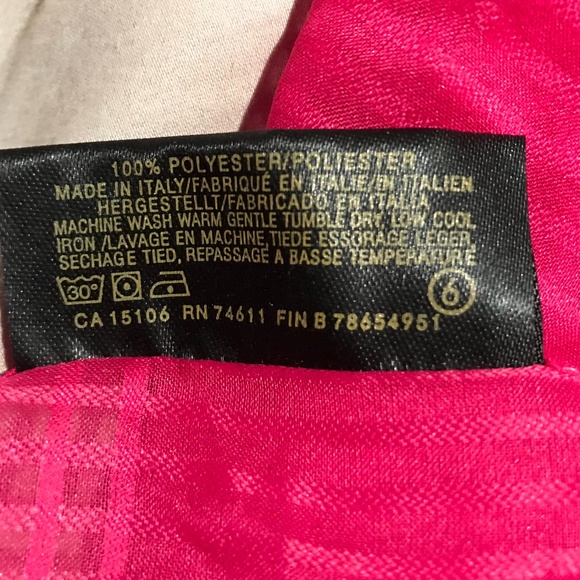 100% POLYESTER/POLIESTER
MADE IN ITALY/FABRIQUÉ EN ITALIE/IN ITALIEN
HERGESTELLT/FABRICADO EN ITALIA
MACHINE WASH WARM GENTLE TUMBLE DRY, LOW COOL
IRON /LAVAGE EN MACHINE,TIEDE ESSORAGE LEGER,
SECHAGE TIED, REPASSAGE A BASSE TEMPERATURE
30° 6
CA 15106 RN 74611 FIN B 78654951